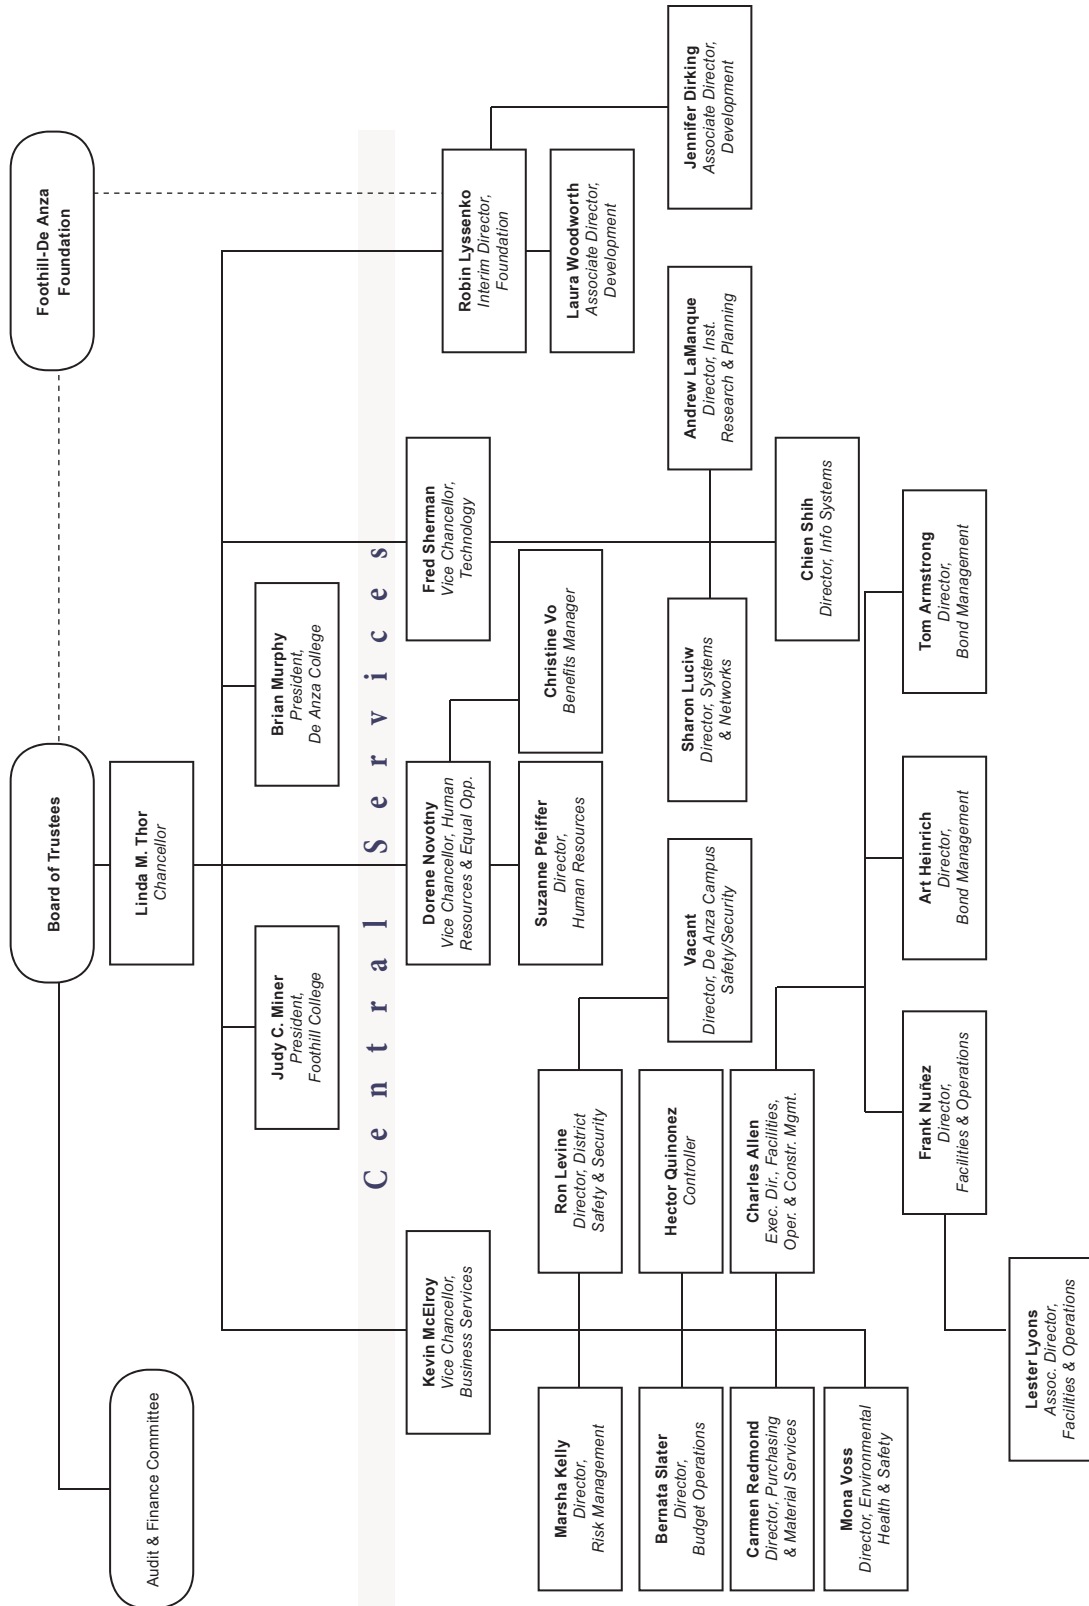 Board of Trustees
Foothill-De Anza
Foundation
Audit & Finance Committee
Linda M. Thor
Chancellor
Judy C. Miner
President,
Foothill College
Brian Murphy
President,
De Anza College
Central Services
Kevin McElroy
Vice Chancellor,
Business Services
Dorene Novotny
Vice Chancellor, Human
Resources & Equal Opp.
Fred Sherman
Vice Chancellor,
Technology
Robin Lyssenko
Interim Director,
Foundation
Suzanne Pfeiffer
Director,
Human Resources
Christine Vo
Benefits Manager
Laura Woodworth
Associate Director,
Development
Marsha Kelly
Director,
Risk Management
Ron Levine
Director, District
Safety & Security
Bernata Slater
Director,
Budget Operations
Hector Quinonez
Controller
Vacant
Director, De Anza Campus
Safety/Security
Sharon Luciw
Director, Systems
& Networks
Andrew LaManque
Director, Inst.
Research & Planning
Jennifer Dirking
Associate Director,
Development
Carmen Redmond
Director, Purchasing
& Material Services
Charles Allen
Exec. Dir., Facilities,
Oper. & Constr. Mgmt.
Chien Shih
Director, Info Systems
Mona Voss
Director, Environmental
Health & Safety
Frank Nuñez
Director,
Facilities & Operations
Art Heinrich
Director,
Bond Management
Tom Armstrong
Director,
Bond Management
Lester Lyons
Assoc. Director,
Facilities & Operations